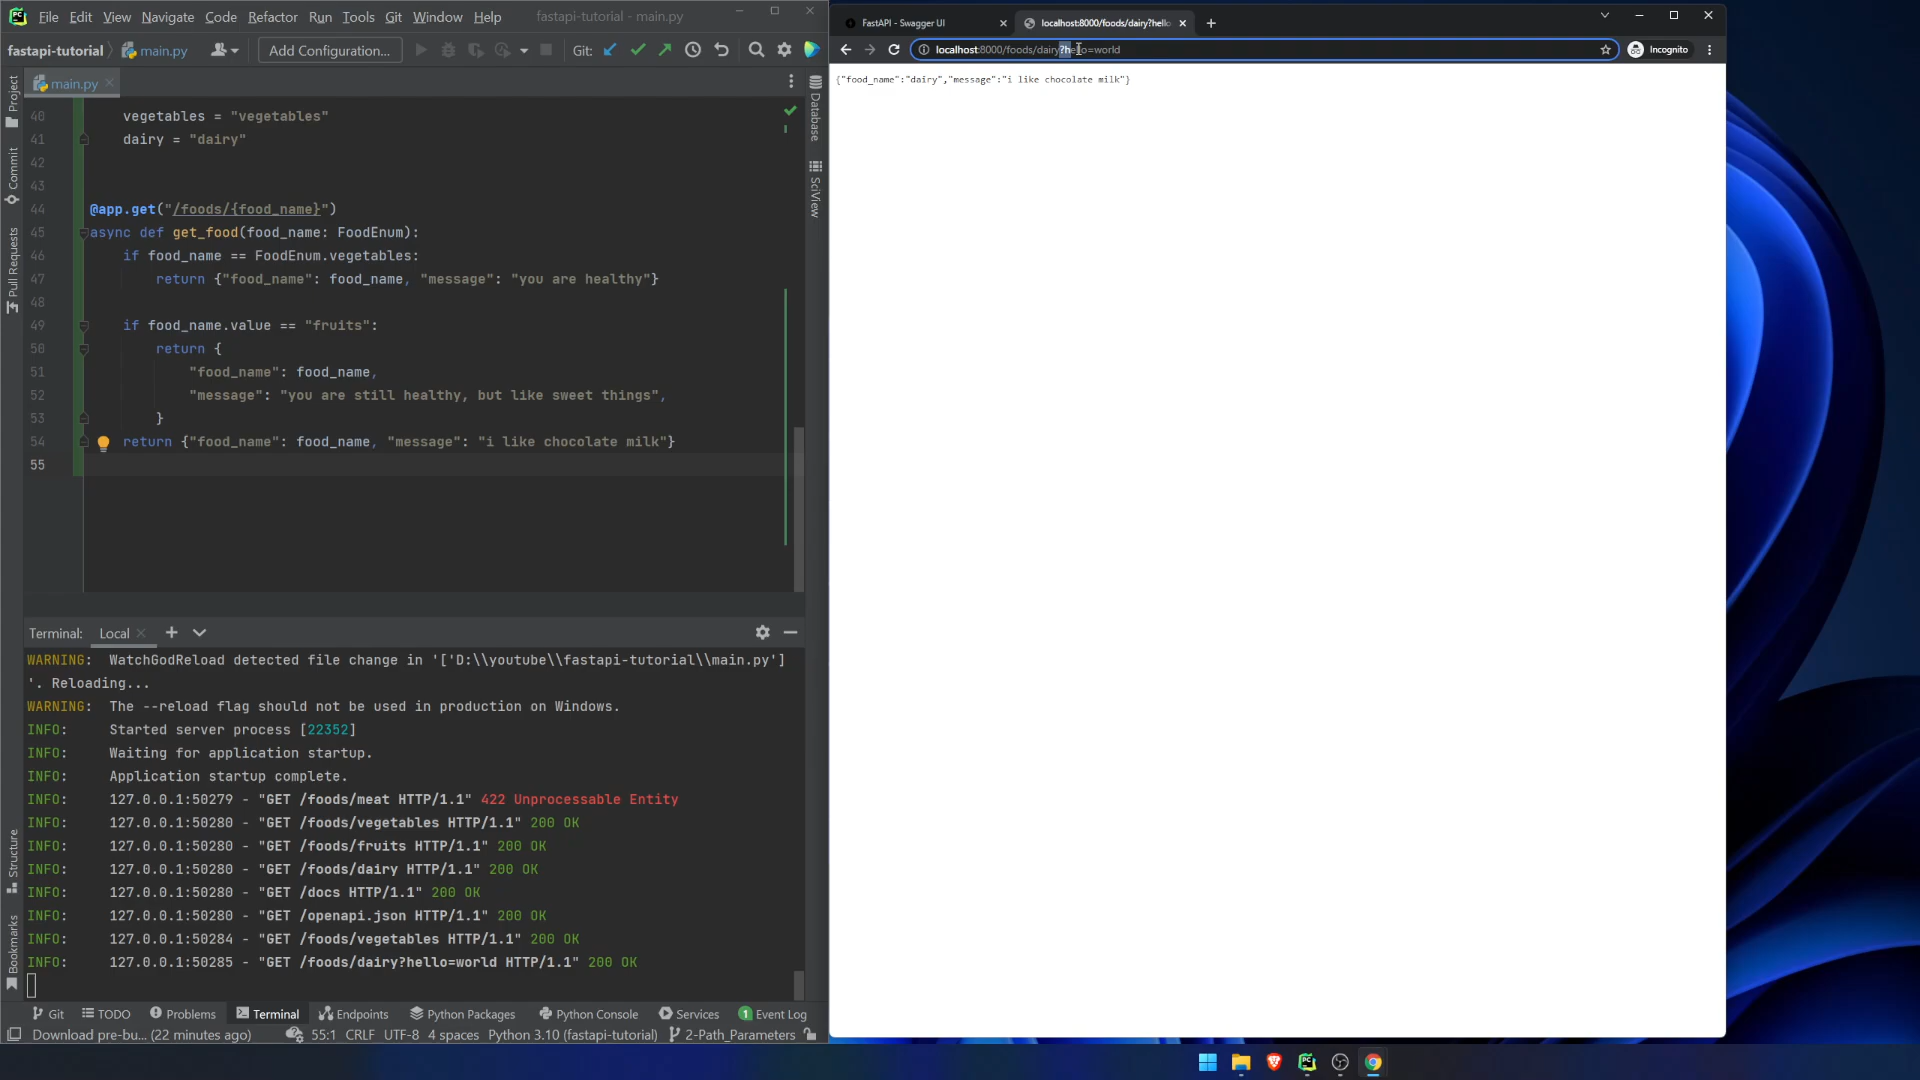 File Edit View Navigate Code Refactor Run Tools Git Window Help fastapi-tutorial - main.py
fastapi-tutorial main.py Add Configuration... Git:
main.py
Project
Commit
Pull Requests
Structure
Bookmarks
Database
SciView
40 vegetables = "vegetables"
41 dairy = "dairy"
42
43
44 @app.get("/foods/{food_name}")
45 async def get_food(food_name: FoodEnum):
46 if food_name == FoodEnum.vegetables:
47 return {"food_name": food_name, "message": "you are healthy"}
48
49 if food_name.value == "fruits":
50 return {
51 "food_name": food_name,
52 "message": "you are still healthy, but like sweet things",
53 }
54 return {"food_name": food_name, "message": "i like chocolate milk"}
55
Terminal: Local
WARNING: WatchGodReload detected file change in '['D:\\youtube\\fastapi-tutorial\\main.py']
'. Reloading...
WARNING: The --reload flag should not be used in production on Windows.
INFO: Started server process [22352]
INFO: Waiting for application startup.
INFO: Application startup complete.
INFO: 127.0.0.1:50279 - "GET /foods/meat HTTP/1.1" 422 Unprocessable Entity
INFO: 127.0.0.1:50280 - "GET /foods/vegetables HTTP/1.1" 200 OK
INFO: 127.0.0.1:50280 - "GET /foods/fruits HTTP/1.1" 200 OK
INFO: 127.0.0.1:50280 - "GET /foods/dairy HTTP/1.1" 200 OK
INFO: 127.0.0.1:50280 - "GET /docs HTTP/1.1" 200 OK
INFO: 127.0.0.1:50280 - "GET /openapi.json HTTP/1.1" 200 OK
INFO: 127.0.0.1:50284 - "GET /foods/vegetables HTTP/1.1" 200 OK
INFO: 127.0.0.1:50285 - "GET /foods/dairy?hello=world HTTP/1.1" 200 OK
Git TODO Problems Terminal Endpoints Python Packages Python Console Services 1 Event Log
Download pre-bu... (22 minutes ago) 55:1 CRLF UTF-8 4 spaces Python 3.10 (fastapi-tutorial) 2-Path_Parameters
FastAPI - Swagger UI localhost:8000/foods/dairy?hello
localhost:8000/foods/dairy?hello=world Incognito
{"food_name":"dairy","message":"i like chocolate milk"}